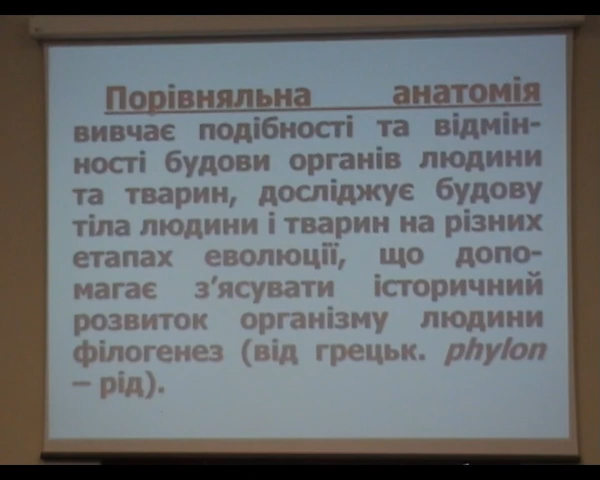 Порівняльна анатомія
вивчає подібності та відмін-
ності будови органів людини
та тварин, досліджує будову
тіла людини і тварин на різних
етапах еволюції, що допо-
магає з’ясувати історичний
розвиток організму людини
філогенез (від грецьк. phylon
– рід).